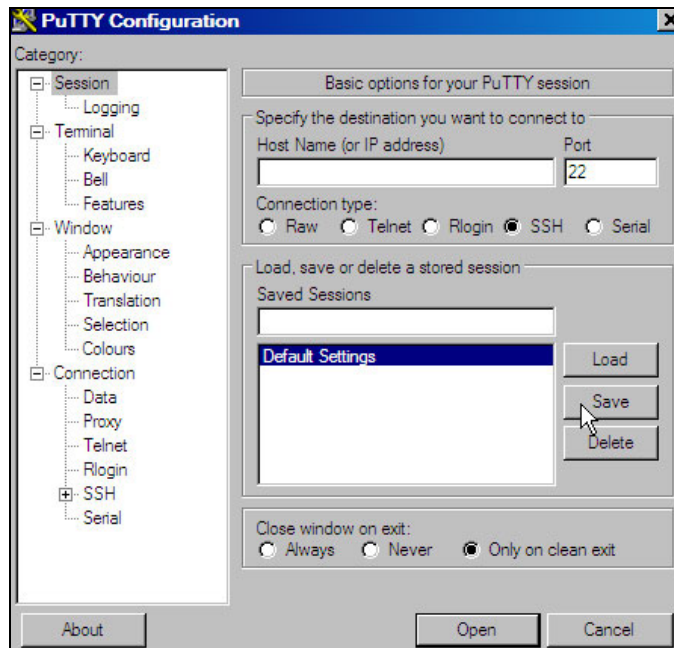 PuTTY Configuration
Category:
Session
Logging
Terminal
Keyboard
Bell
Features
Window
Appearance
Behaviour
Translation
Selection
Colours
Connection
Data
Proxy
Telnet
Rlogin
SSH
Serial
Basic options for your PuTTY session
Specify the destination you want to connect to
Host Name (or IP address) Port
22
Connection type:
Raw Telnet Rlogin SSH Serial
Load, save or delete a stored session
Saved Sessions
Default Settings
Load
Save
Delete
Close window on exit:
Always Never Only on clean exit
About Open Cancel